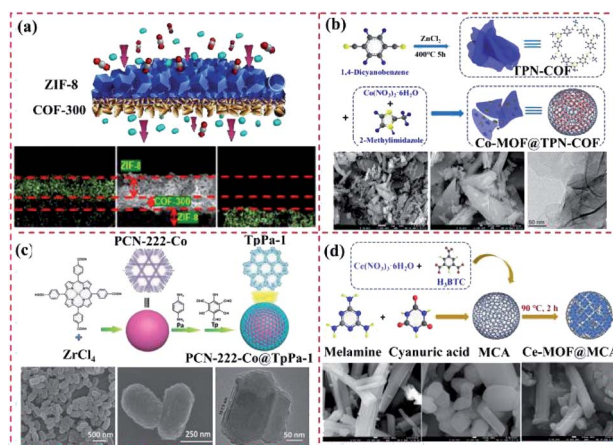 (a)
ZIF-8
COF-300
ZIF-8
COF-300
ZIF-8
(b)
ZnCl2
400°C 5h
1,4-Dicyanobenzene
TPN-COF
Co(NO3)2·6H2O
+
+
2-Methylimidazole
Co-MOF@TPN-COF
50 nm
(c)
PCN-222-Co
TpPa-1
Pa
Tp
+
ZrCl4
PCN-222-Co@TpPa-1
500 nm
250 nm
50 nm
(d)
Ce(NO3)3·6H2O +
H3BTC
90 °C, 2 h
+
Melamine
Cyanuric acid
MCA
Ce-MOF@MCA